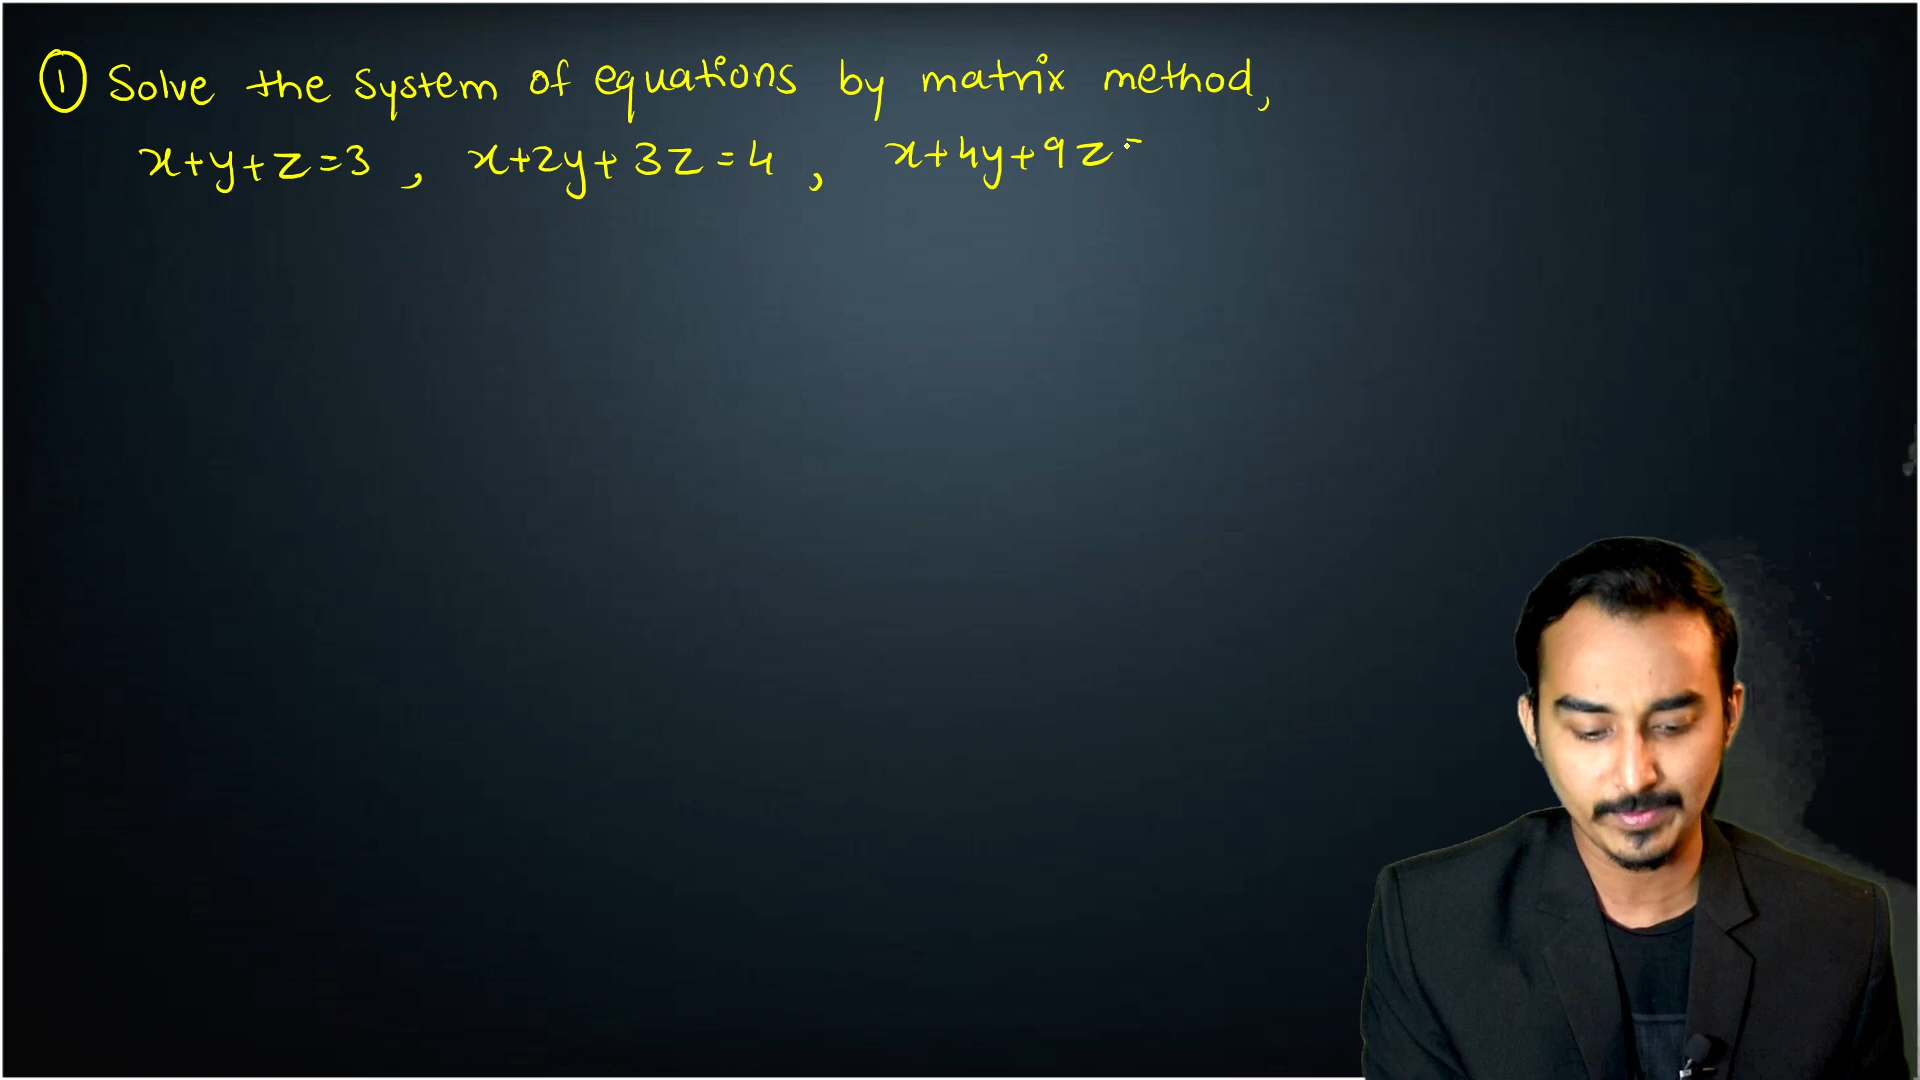 ① Solve the system of equations by matrix method,
x+y+z=3, x+2y+3z=4, x+4y+9z=